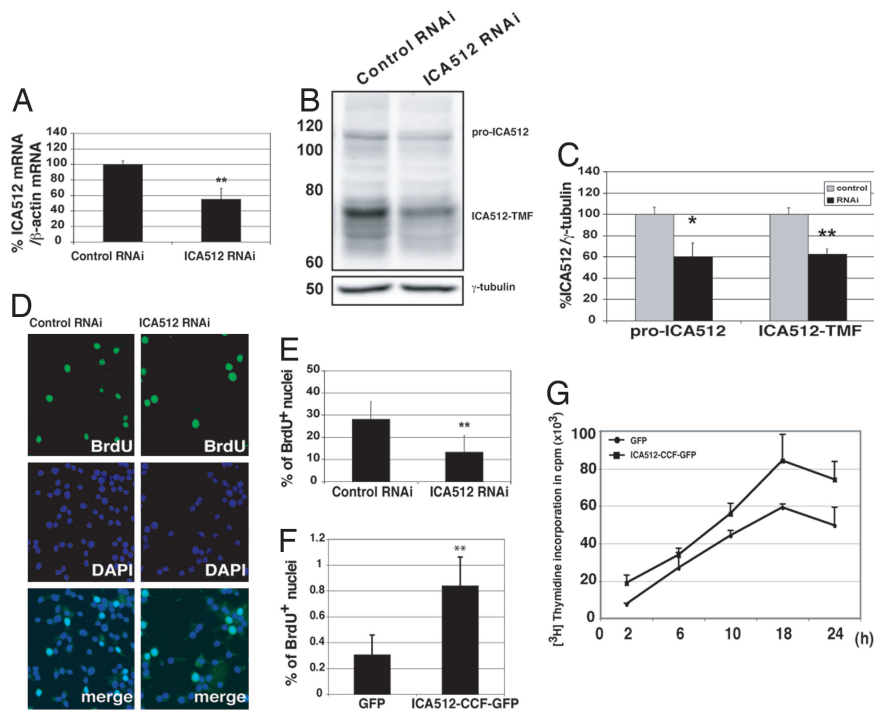 A
% ICA512 mRNA
/β-actin mRNA
140
120
100
80
60
40
20
0
**
Control RNAi
ICA512 RNAi
B
Control RNAi
ICA512 RNAi
120
100
80
60
50
pro-ICA512
ICA512-TMF
γ-tubulin
C
%ICA512/γ-tubulin
140
120
100
80
60
40
20
0
control
RNAi
*
**
pro-ICA512
ICA512-TMF
D
Control RNAi
ICA512 RNAi
BrdU
BrdU
DAPI
DAPI
merge
merge
E
% of BrdU+ nuclei
50
40
30
20
10
0
**
Control RNAi
ICA512 RNAi
F
% of BrdU+ nuclei
1.2
1
0.8
0.6
0.4
0.2
0
**
GFP
ICA512-CCF-GFP
G
[3H] Thymidine incorporation in cpm (x103)
100
80
60
40
20
0
GFP
ICA512-CCF-GFP
0
2
6
10
18
24
(h)